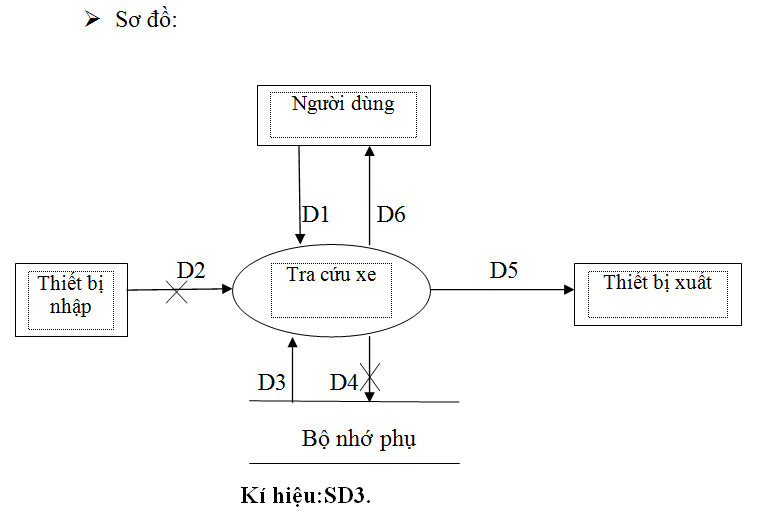 ➢ Sơ đồ:
Người dùng
D1
D6
Thiết bị
nhập
D2
Tra cứu xe
D5
Thiết bị xuất
D3
D4
Bộ nhớ phụ
Kí hiệu:SD3.